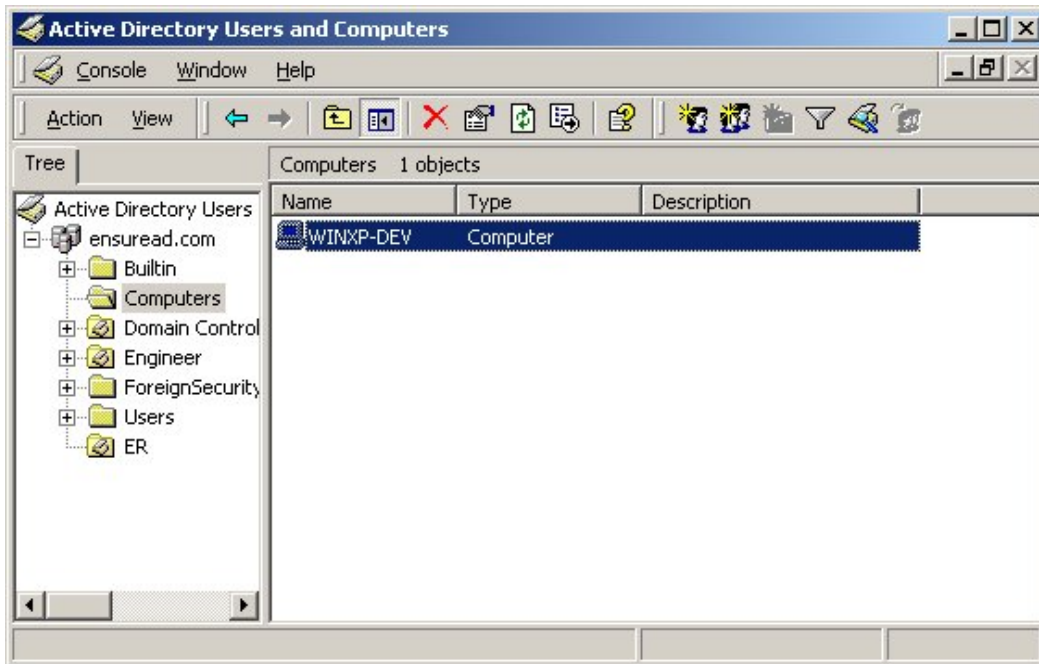 Active Directory Users and Computers
Console Window Help
Action View
Tree
Computers 1 objects
Active Directory Users
ensuread.com
Builtin
Computers
Domain Control
Engineer
ForeignSecurity
Users
ER
Name Type Description
WINXP-DEV Computer